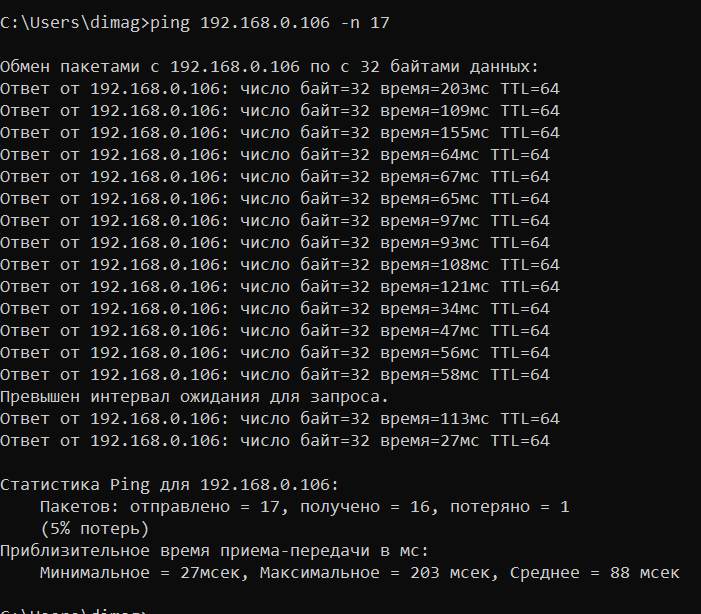 C:\Users\dimag>ping 192.168.0.106 -n 17
Обмен пакетами с 192.168.0.106 по с 32 байтами данных:
Ответ от 192.168.0.106: число байт=32 время=203мс TTL=64
Ответ от 192.168.0.106: число байт=32 время=109мс TTL=64
Ответ от 192.168.0.106: число байт=32 время=155мс TTL=64
Ответ от 192.168.0.106: число байт=32 время=64мс TTL=64
Ответ от 192.168.0.106: число байт=32 время=67мс TTL=64
Ответ от 192.168.0.106: число байт=32 время=65мс TTL=64
Ответ от 192.168.0.106: число байт=32 время=97мс TTL=64
Ответ от 192.168.0.106: число байт=32 время=93мс TTL=64
Ответ от 192.168.0.106: число байт=32 время=108мс TTL=64
Ответ от 192.168.0.106: число байт=32 время=121мс TTL=64
Ответ от 192.168.0.106: число байт=32 время=34мс TTL=64
Ответ от 192.168.0.106: число байт=32 время=47мс TTL=64
Ответ от 192.168.0.106: число байт=32 время=56мс TTL=64
Ответ от 192.168.0.106: число байт=32 время=58мс TTL=64
Превышен интервал ожидания для запроса.
Ответ от 192.168.0.106: число байт=32 время=113мс TTL=64
Ответ от 192.168.0.106: число байт=32 время=27мс TTL=64
Статистика Ping для 192.168.0.106:
Пакетов: отправлено = 17, получено = 16, потеряно = 1
(5% потерь)
Приблизительное время приема-передачи в мс:
Минимальное = 27мсек, Максимальное = 203 мсек, Среднее = 88 мсек
C:\Users\dimag>